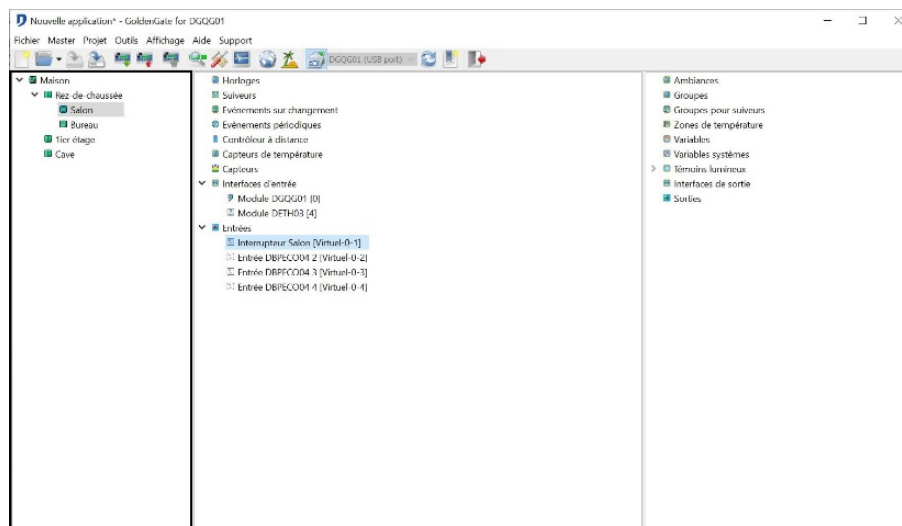 Nouvelle application* - GoldenGate for DGQG01
Fichier Master Projet Outils Affichage Aide Support
DGQG01 (USB port)
Maison
Rez-de-chaussée
Salon
Bureau
1ier étage
Cave
Horloges
Suiveurs
Evénements sur changement
Evènements périodiques
Contrôleur à distance
Capteurs de température
Capteurs
Interfaces d'entrée
Module DGQG01 [0]
Module DETH03 [4]
Entrées
Interrupteur Salon [Virtuel-0-1]
Entrée DBPECO04 2 [Virtuel-0-2]
Entrée DBPECO04 3 [Virtuel-0-3]
Entrée DBPECO04 4 [Virtuel-0-4]
Ambiances
Groupes
Groupes pour suiveurs
Zones de température
Variables
Variables systèmes
Témoins lumineux
Interfaces de sortie
Sorties